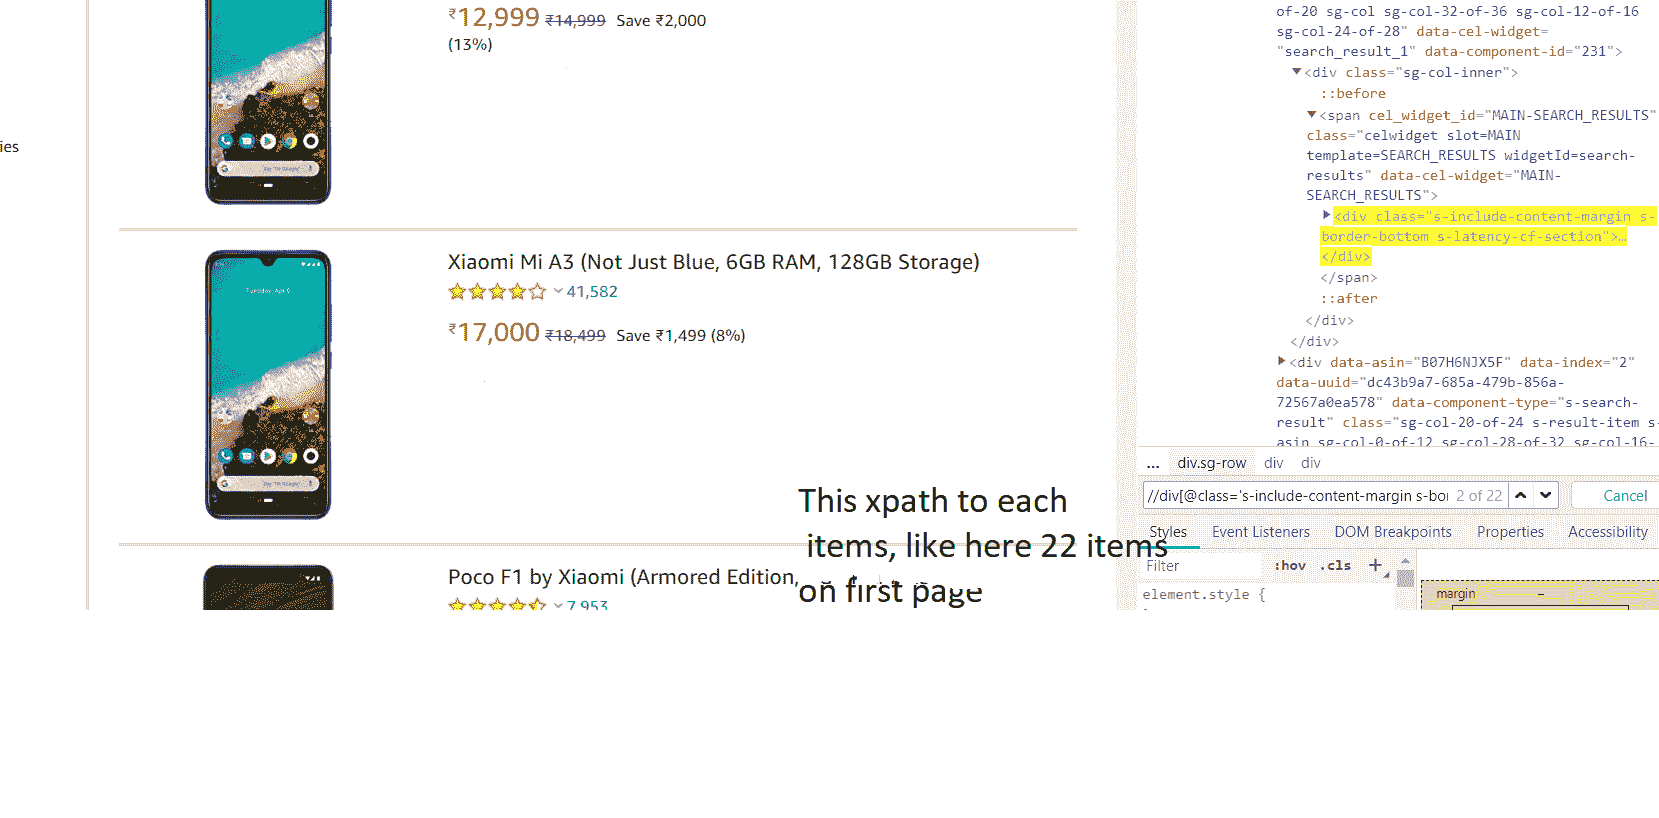 ₹12,999 ₹14,999 Save ₹2,000
(13%)
ies
Xiaomi Mi A3 (Not Just Blue, 6GB RAM, 128GB Storage)
41,582
₹17,000 ₹18,499 Save ₹1,499 (8%)
Tuesday, Apr 6
Poco F1 by Xiaomi (Armored Edition,
7,953
This xpath to each
items, like here 22 items
on first page
of-20 sg-col sg-col-32-of-36 sg-col-12-of-16
sg-col-24-of-28" data-cel-widget=
"search_result_1" data-component-id="231">
<div class="sg-col-inner">
::before
<span cel_widget_id="MAIN-SEARCH_RESULTS"
class="celwidget slot=MAIN
template=SEARCH_RESULTS widgetId=search-
results" data-cel-widget="MAIN-
SEARCH_RESULTS">
<div class="s-include-content-margin s-
border-bottom s-latency-cf-section">…
</div>
</span>
::after
</div>
</div>
<div data-asin="B07H6NJX5F" data-index="2"
data-uuid="dc43b9a7-685a-479b-856a-
72567a0ea578" data-component-type="s-search-
result" class="sg-col-20-of-24 s-result-item s-
asin sg-col-0-of-12 sg-col-28-of-32 sg-col-16-
... div.sg-row div div
//div[@class='s-include-content-margin s-bor 2 of 22 Cancel
Styles Event Listeners DOM Breakpoints Properties Accessibility
Filter :hov .cls +
element.style {
margin –